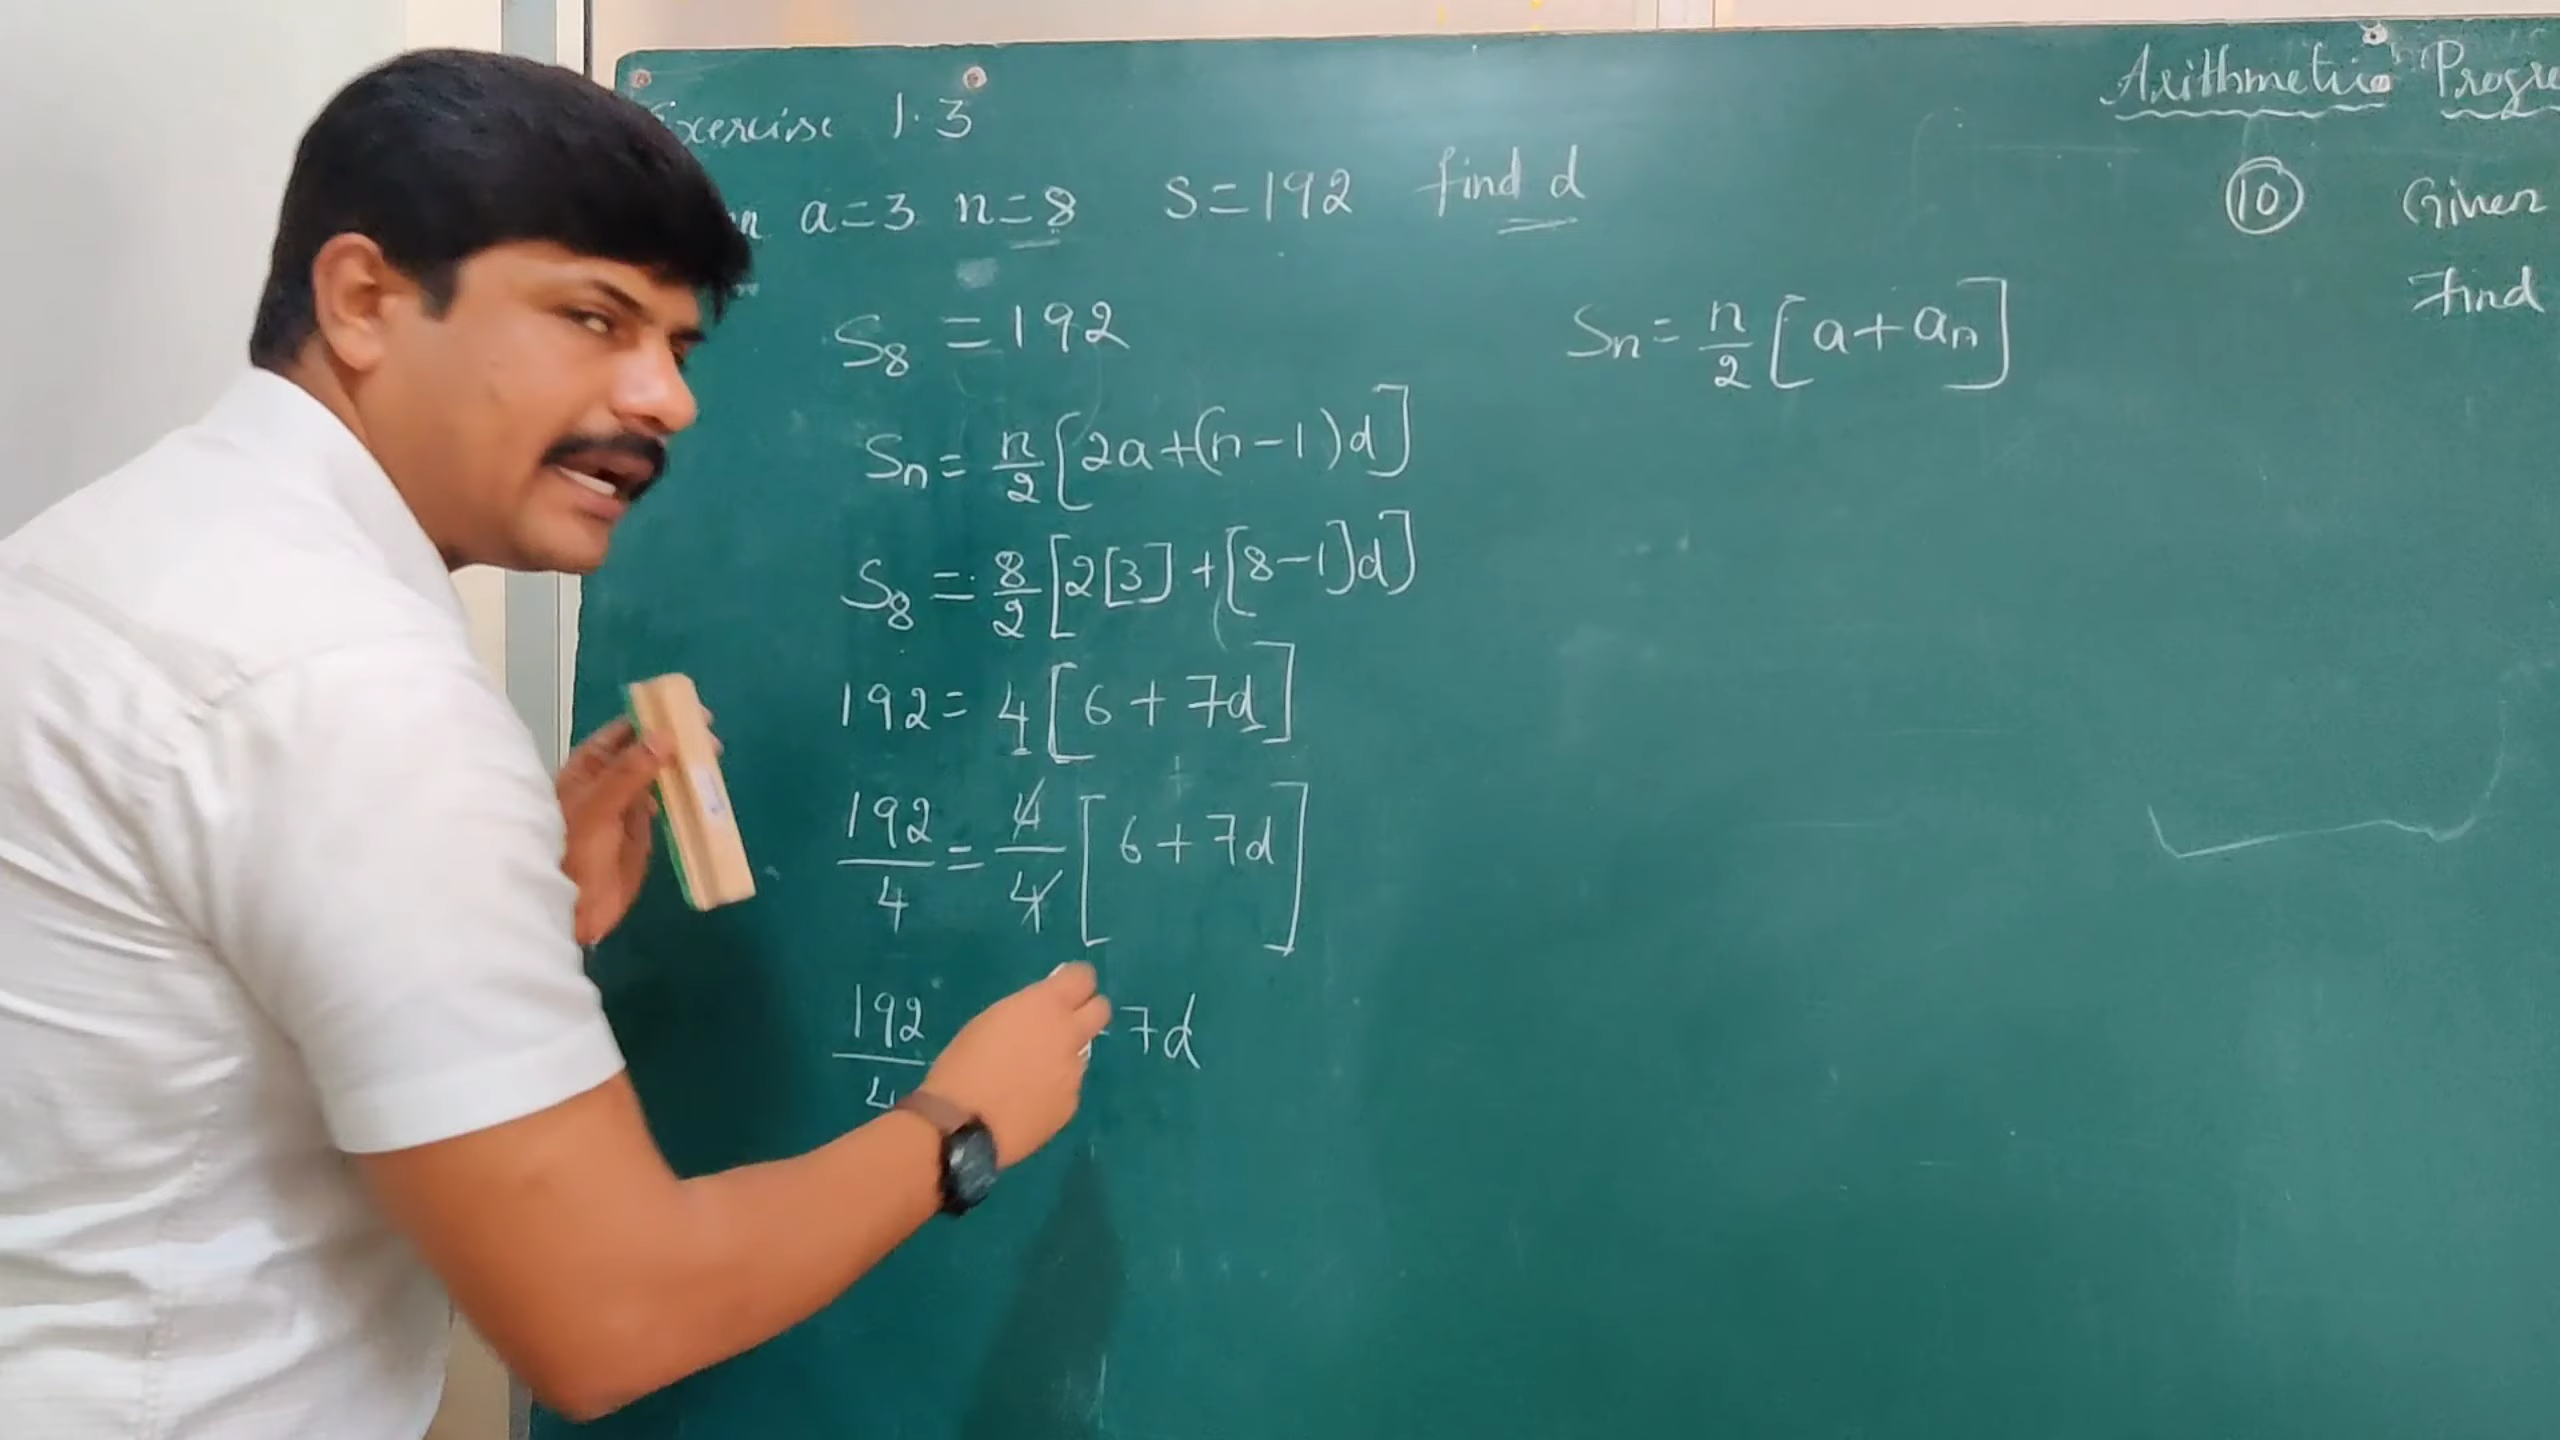 Exercise 1.3
a=3 n=8 S=192 find d
S₈ =192
Sn= n/2 [2a+(n-1)d]
S₈ = 8/2 [2[3] +[8-1]d]
192= 4[6+7d]
192/4 = 4/4 [6+7d]
192/4 7d
Sn= n/2 [a+an]
Arithmetic
10 Given
Find